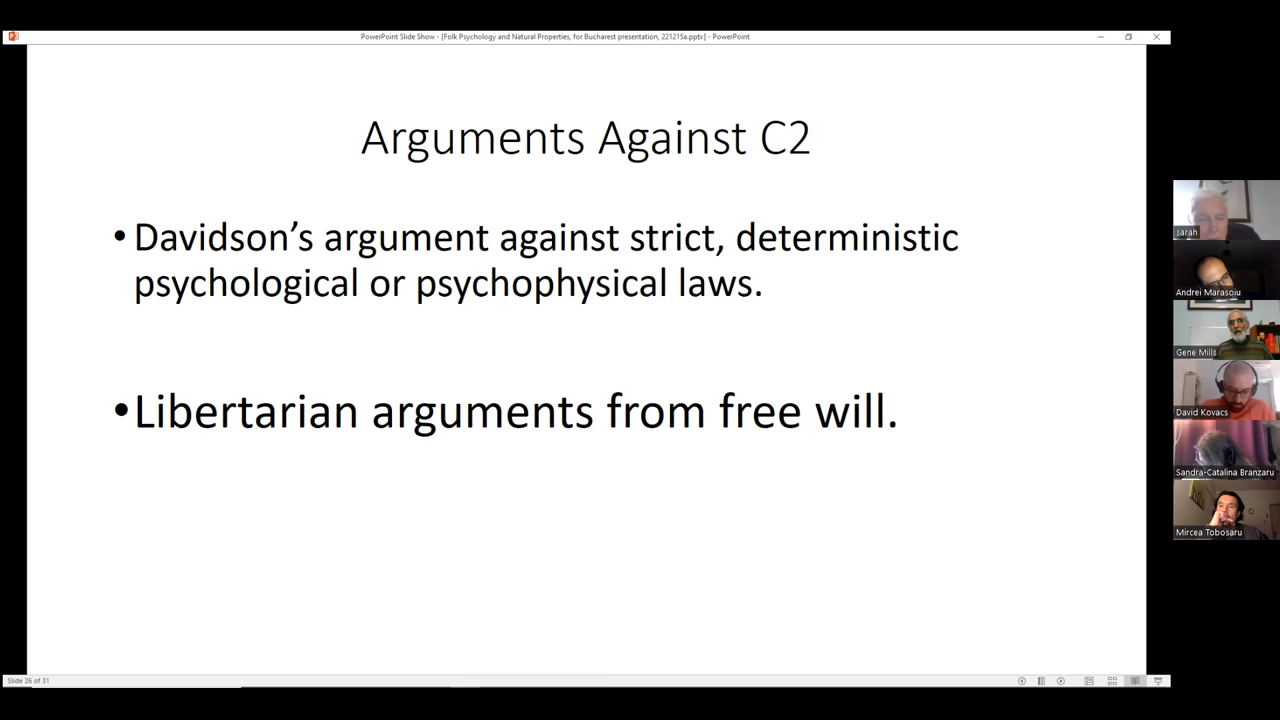 PowerPoint Slide Show - [Folk Psychology and Natural Properties, for Bucharest presentation, 221215a.pptx] - PowerPoint
Arguments Against C2
•Davidson’s argument against strict, deterministic
psychological or psychophysical laws.
•Libertarian arguments from free will.
sarah
Andrei Marasoiu
Gene Mills
David Kovacs
Sandra-Catalina Branzaru
Mircea Tobosaru
Slide 26 of 31